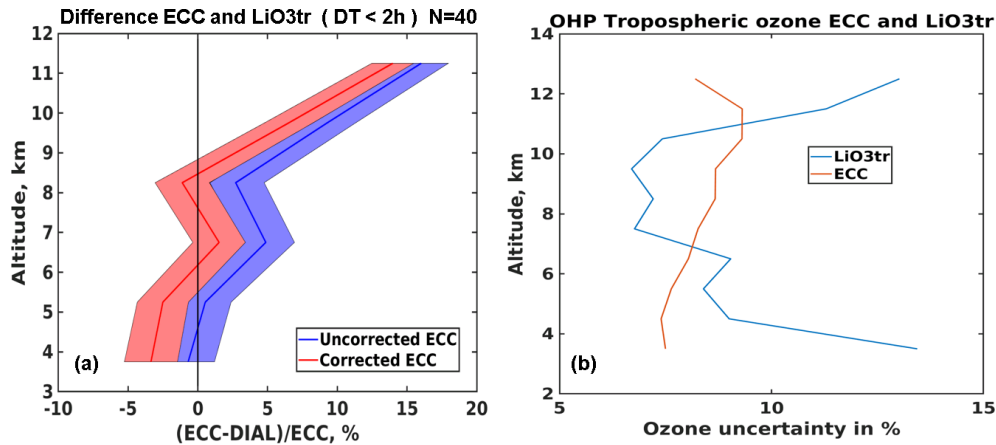 Difference ECC and LiO3tr ( DT < 2h ) N=40
12
11
10
9
8
7
6
5
4
3
Altitude, km
(a)
Uncorrected ECC
Corrected ECC
-10 -5 0 5 10 15 20
(ECC-DIAL)/ECC, %
OHP Tropospheric ozone ECC and LiO3tr
14
12
10
8
6
4
2
Altitude, km
LiO3tr
ECC
(b)
5 10 15
Ozone uncertainty in %